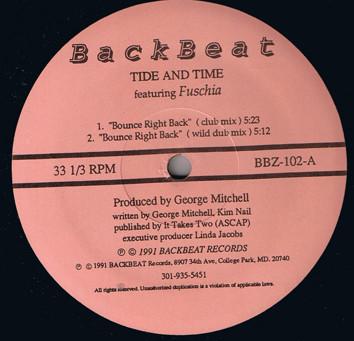 BackBeat
TIDE AND TIME
featuring Fuschia
1. "Bounce Right Back" (club mix) 5:23
2. "Bounce Right Back" (wild dub mix) 5:12
33 1/3 RPM
BBZ-102-A
Produced by George Mitchell
written by George Mitchell, Kim Nail
published by It Takes Two (ASCAP)
executive producer Linda Jacobs
℗ © 1991 BACKBEAT RECORDS
℗ © 1991 BACKBEAT Records, 8907 34th Ave, College Park, MD. 20740
301-935-5451
All rights reserved. Unauthorized duplication is a violation of applicable laws.